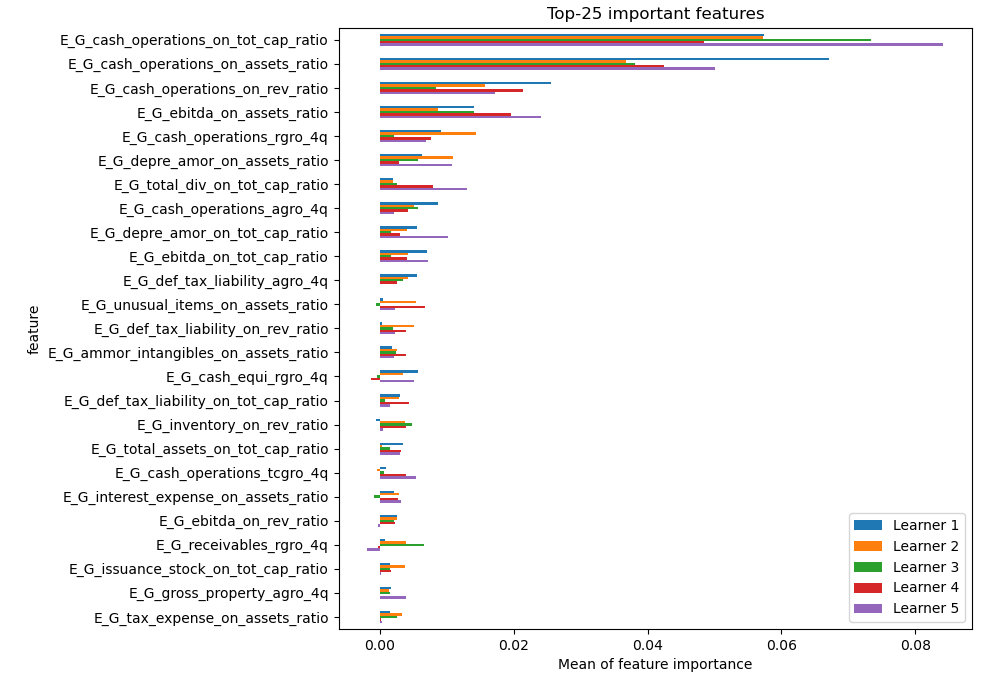 Top-25 important features
E_G_cash_operations_on_tot_cap_ratio
E_G_cash_operations_on_assets_ratio
E_G_cash_operations_on_rev_ratio
E_G_ebitda_on_assets_ratio
E_G_cash_operations_rgro_4q
E_G_depre_amor_on_assets_ratio
E_G_total_div_on_tot_cap_ratio
E_G_cash_operations_agro_4q
E_G_depre_amor_on_tot_cap_ratio
E_G_ebitda_on_tot_cap_ratio
E_G_def_tax_liability_agro_4q
E_G_unusual_items_on_assets_ratio
E_G_def_tax_liability_on_rev_ratio
E_G_ammor_intangibles_on_assets_ratio
E_G_cash_equi_rgro_4q
E_G_def_tax_liability_on_tot_cap_ratio
E_G_inventory_on_rev_ratio
E_G_total_assets_on_tot_cap_ratio
E_G_cash_operations_tcgro_4q
E_G_interest_expense_on_assets_ratio
E_G_ebitda_on_rev_ratio
E_G_receivables_rgro_4q
E_G_issuance_stock_on_tot_cap_ratio
E_G_gross_property_agro_4q
E_G_tax_expense_on_assets_ratio
feature
Learner 1
Learner 2
Learner 3
Learner 4
Learner 5
0.00 0.02 0.04 0.06 0.08
Mean of feature importance